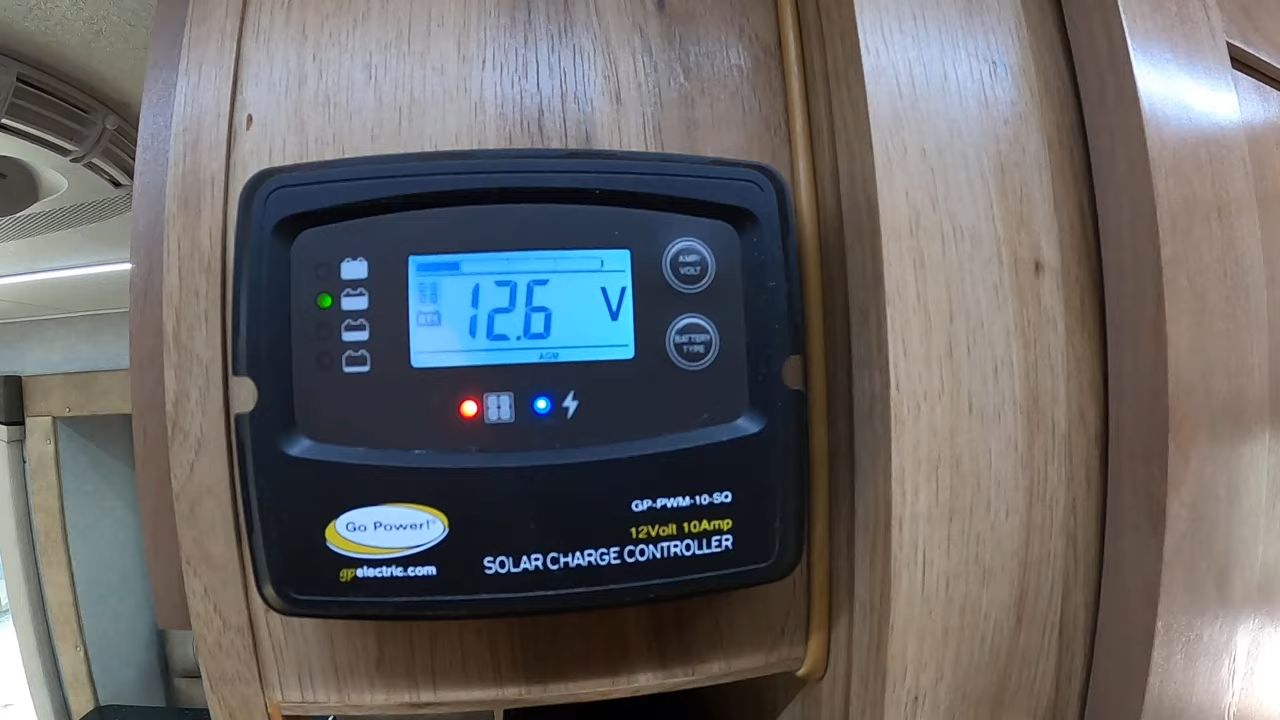 12.6 V
AGM
AMP/
VOLT
BATTERY
TYPE
GP-PWM-10-SQ
12Volt 10Amp
SOLAR CHARGE CONTROLLER
Go Power!®
gpelectric.com